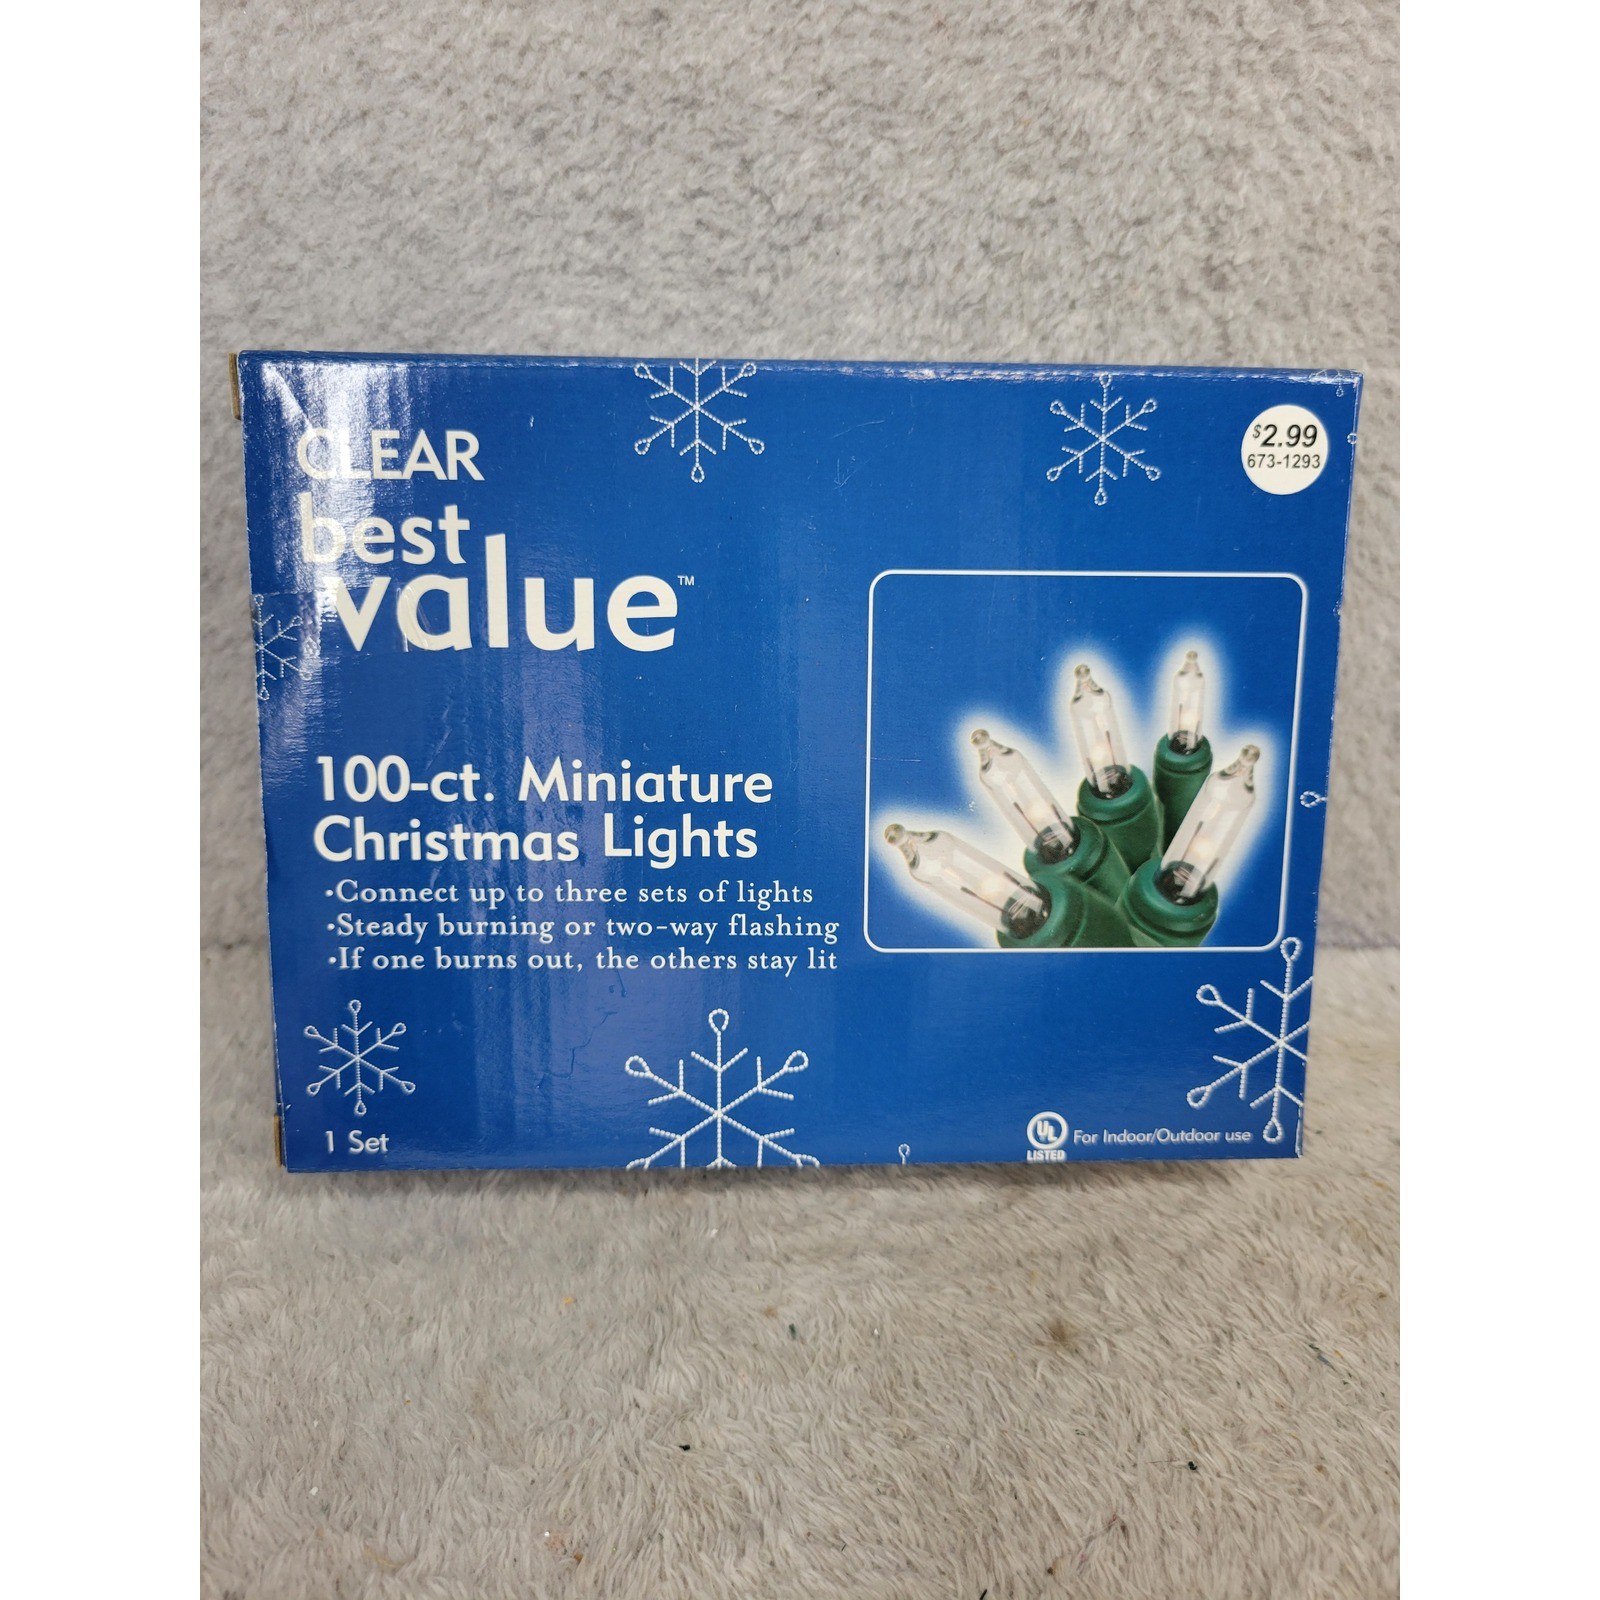 CLEAR
best
value™
$2.99
673-1293
100-ct. Miniature
Christmas Lights
•Connect up to three sets of lights
•Steady burning or two-way flashing
•If one burns out, the others stay lit
1 Set
UL
LISTED
For Indoor/Outdoor use